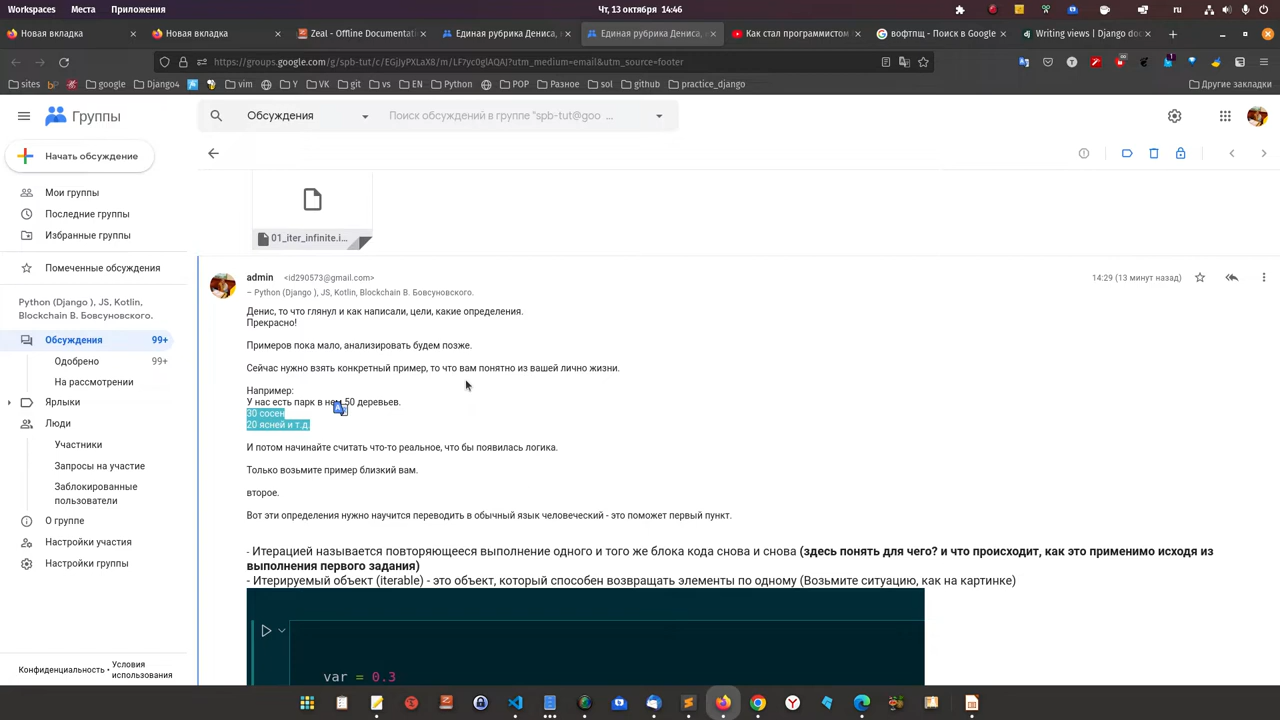 Workspaces Места Приложения Чт, 13 октября 14:46 ru
Новая вкладка Новая вкладка Zeal - Offline Documentati Единая рубрика Дениса, Единая рубрика Дениса, Как стал программистом вофтпщ - Поиск в Google Writing views | Django doc
https://groups.google.com/g/spb-tut/c/EGjJyPXLaX8/m/LF7yc0glAQAJ?utm_medium=email&utm_source=footer
sites bp google Django4 Y VK git vs EN Python POP Разное sol github practice_django Другие закладки
Группы
Обсуждения
Поиск обсуждений в группе "spb-tut@goo ...
Начать обсуждение
Мои группы
Последние группы
Избранные группы
Помеченные обсуждения
Python (Django ), JS, Kotlin,
Blockchain В. Бовсуновского.
Обсуждения 99+
Одобрено 99+
На рассмотрении
Ярлыки
Люди
Участники
Запросы на участие
Заблокированные
пользователи
О группе
Настройки участия
Настройки группы
Конфиденциальность • Условия
использования
01_iter_infinite.i...
admin <id290573@gmail.com> 14:29 (13 минут назад)
– Python (Django ), JS, Kotlin, Blockchain В. Бовсуновского.
Денис, то что глянул и как написали, цели, какие определения.
Прекрасно!
Примеров пока мало, анализировать будем позже.
Сейчас нужно взять конкретный пример, то что вам понятно из вашей лично жизни.
Например:
У нас есть парк в нем 50 деревьев.
30 сосен
20 ясней и т.д.
И потом начинайте считать что-то реальное, что бы появилась логика.
Только возьмите пример близкий вам.
второе.
Вот эти определения нужно научится переводить в обычный язык человеческий - это поможет первый пункт.
- Итерацией называется повторяющееся выполнение одного и того же блока кода снова и снова (здесь понять для чего? и что происходит, как это применимо исходя из
выполнения первого задания)
- Итерируемый объект (iterable) - это объект, который способен возвращать элементы по одному (Возьмите ситуацию, как на картинке)
var = 0.3